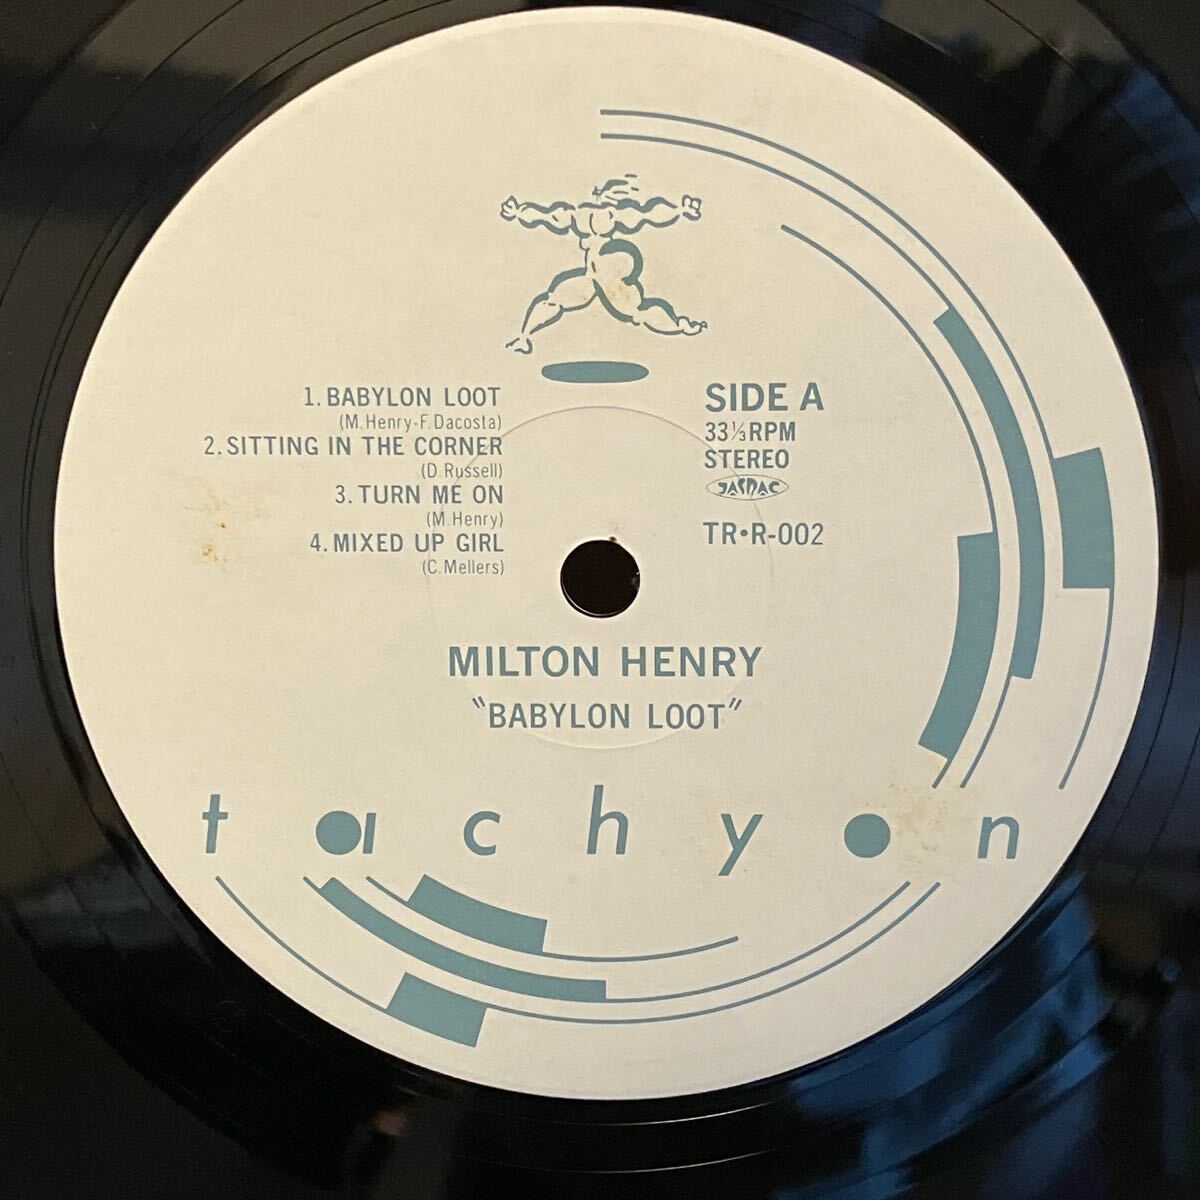 1. BABYLON LOOT
(M.Henry-F.Dacosta)
2. SITTING IN THE CORNER
(D.Russell)
3. TURN ME ON
(M.Henry)
4. MIXED UP GIRL
(C.Mellers)
SIDE A
33⅓RPM
STEREO
JASRAC
TR•R-002
MILTON HENRY
"BABYLON LOOT"
tachyon